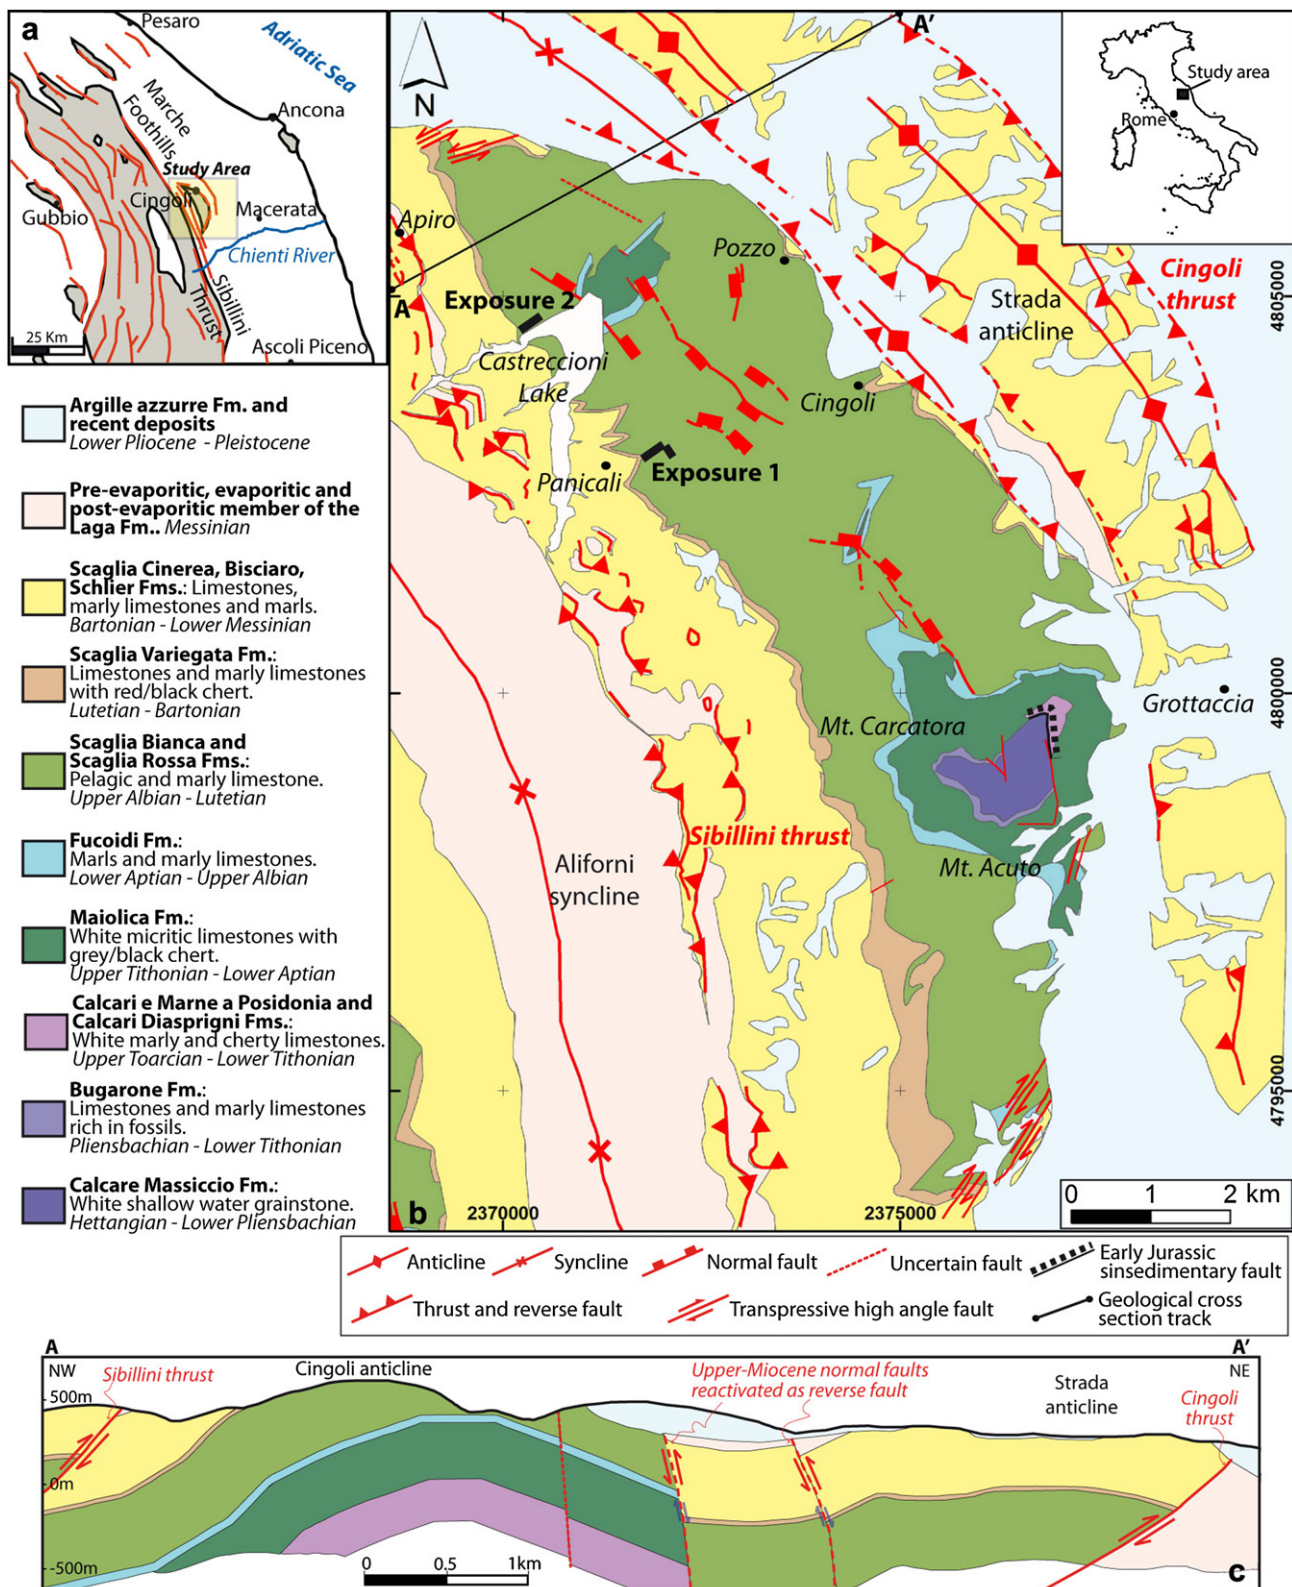 a
Pesaro
Adriatic Sea
Ancona
Marche
Foothills
Study Area
Cingoli
Macerata
Gubbio
Chienti River
Sibillini
Thrust
25 Km
Ascoli Piceno
Argille azzurre Fm. and
recent deposits
Lower Pliocene - Pleistocene
Pre-evaporitic, evaporitic and
post-evaporitic member of the
Laga Fm.. Messinian
Scaglia Cinerea, Bisciaro,
Schlier Fms.: Limestones,
marly limestones and marls.
Bartonian - Lower Messinian
Scaglia Variegata Fm.:
Limestones and marly limestones
with red/black chert.
Lutetian - Bartonian
Scaglia Bianca and
Scaglia Rossa Fms.:
Pelagic and marly limestone.
Upper Albian - Lutetian
Fucoidi Fm.:
Marls and marly limestones.
Lower Aptian - Upper Albian
Maiolica Fm.:
White micritic limestones with
grey/black chert.
Upper Tithonian - Lower Aptian
Calcari e Marne a Posidonia and
Calcari Diasprigni Fms.:
White marly and cherty limestones.
Upper Toarcian - Lower Tithonian
Bugarone Fm.:
Limestones and marly limestones
rich in fossils.
Pliensbachian - Lower Tithonian
Calcare Massiccio Fm.:
White shallow water grainstone.
Hettangian - Lower Pliensbachian
N
A'
Study area
Rome
Apiro
A
Pozzo
Exposure 2
Castreccioni
Lake
Strada
anticline
Cingoli
thrust
4805000
Cingoli
Panicali
Exposure 1
Grottaccia
4800000
Mt. Carcatora
Sibillini thrust
Aliforni
syncline
Mt. Acuto
4795000
0 1 2 km
b
2370000
2375000
Anticline
Syncline
Normal fault
Uncertain fault
Early Jurassic
sinsedimentary fault
Thrust and reverse fault
Transpressive high angle fault
Geological cross
section track
A
A'
NW
Sibillini thrust
Cingoli anticline
Upper-Miocene normal faults
reactivated as reverse fault
Strada
anticline
NE
Cingoli
thrust
500m
0m
-500m
0 0.5 1km
c